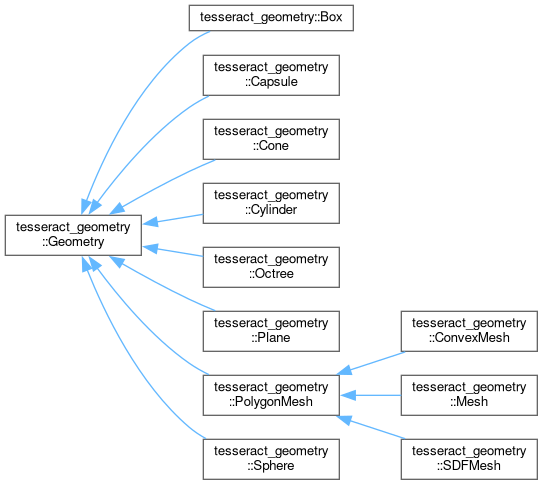 tesseract_geometry::Box
tesseract_geometry
::Capsule
tesseract_geometry
::Cone
tesseract_geometry
::Cylinder
tesseract_geometry
::Geometry
tesseract_geometry
::Octree
tesseract_geometry
::Plane
tesseract_geometry
::ConvexMesh
tesseract_geometry
::PolygonMesh
tesseract_geometry
::Mesh
tesseract_geometry
::Sphere
tesseract_geometry
::SDFMesh